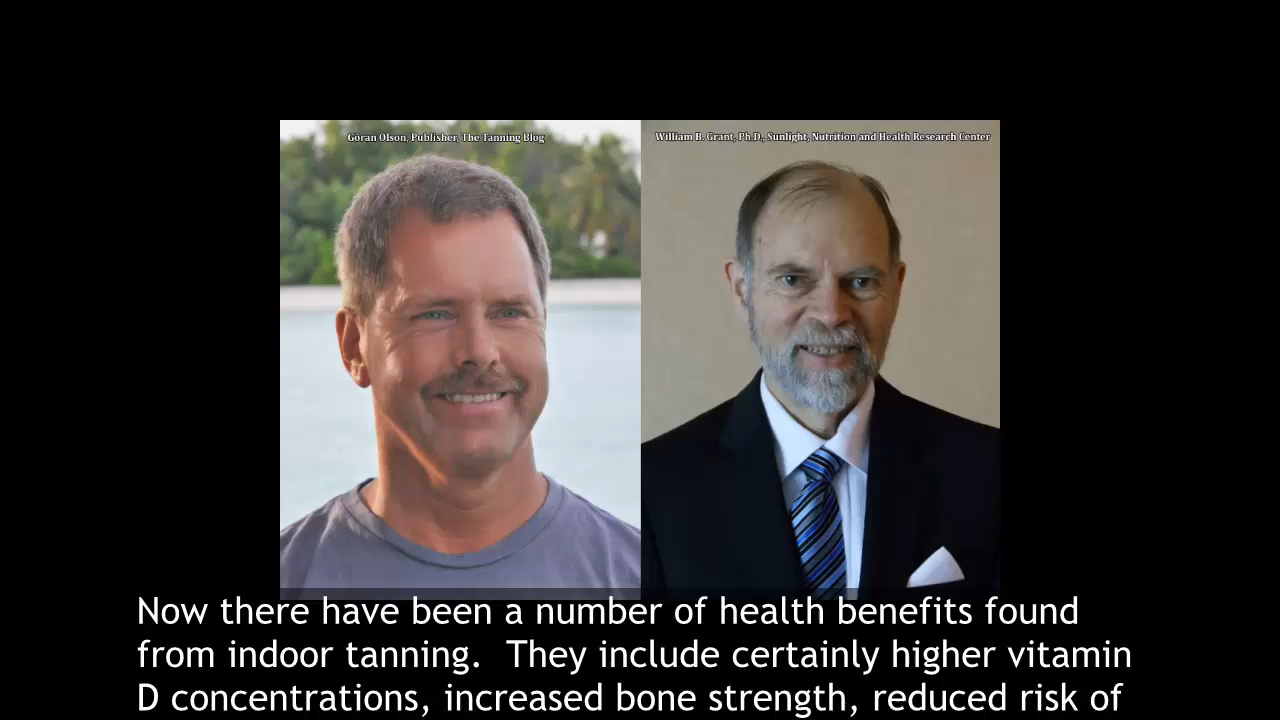 Göran Olson, Publisher, The Tanning Blog
William B. Grant, Ph.D., Sunlight, Nutrition and Health Research Center
Now there have been a number of health benefits found
from indoor tanning.  They include certainly higher vitamin
D concentrations, increased bone strength, reduced risk of